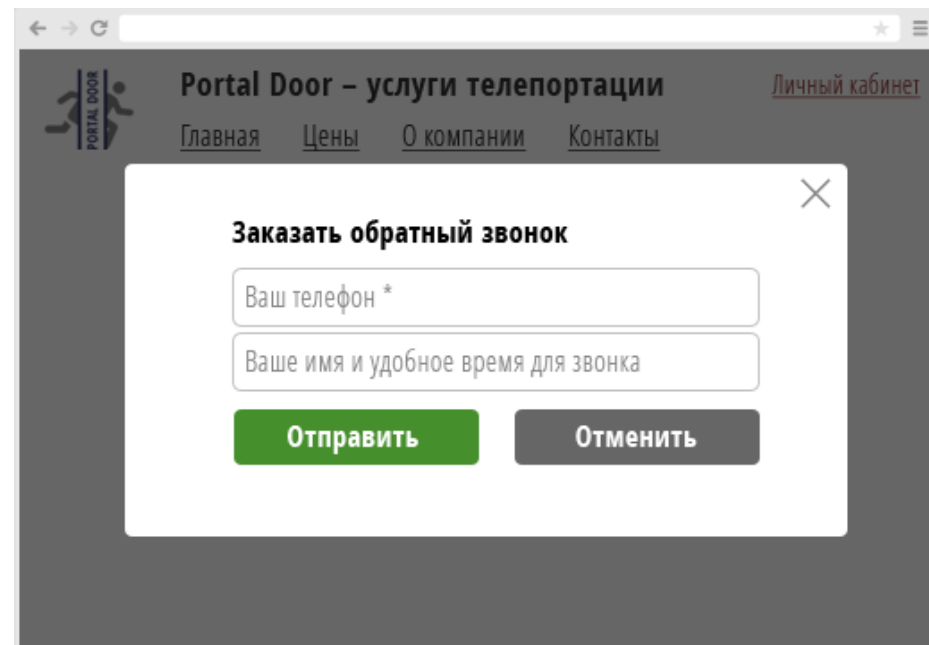 PORTAL DOOR
Portal Door – услуги телепортации
Личный кабинет
Главная Цены О компании Контакты
Заказать обратный звонок
Ваш телефон *
Ваше имя и удобное время для звонка
Отправить Отменить